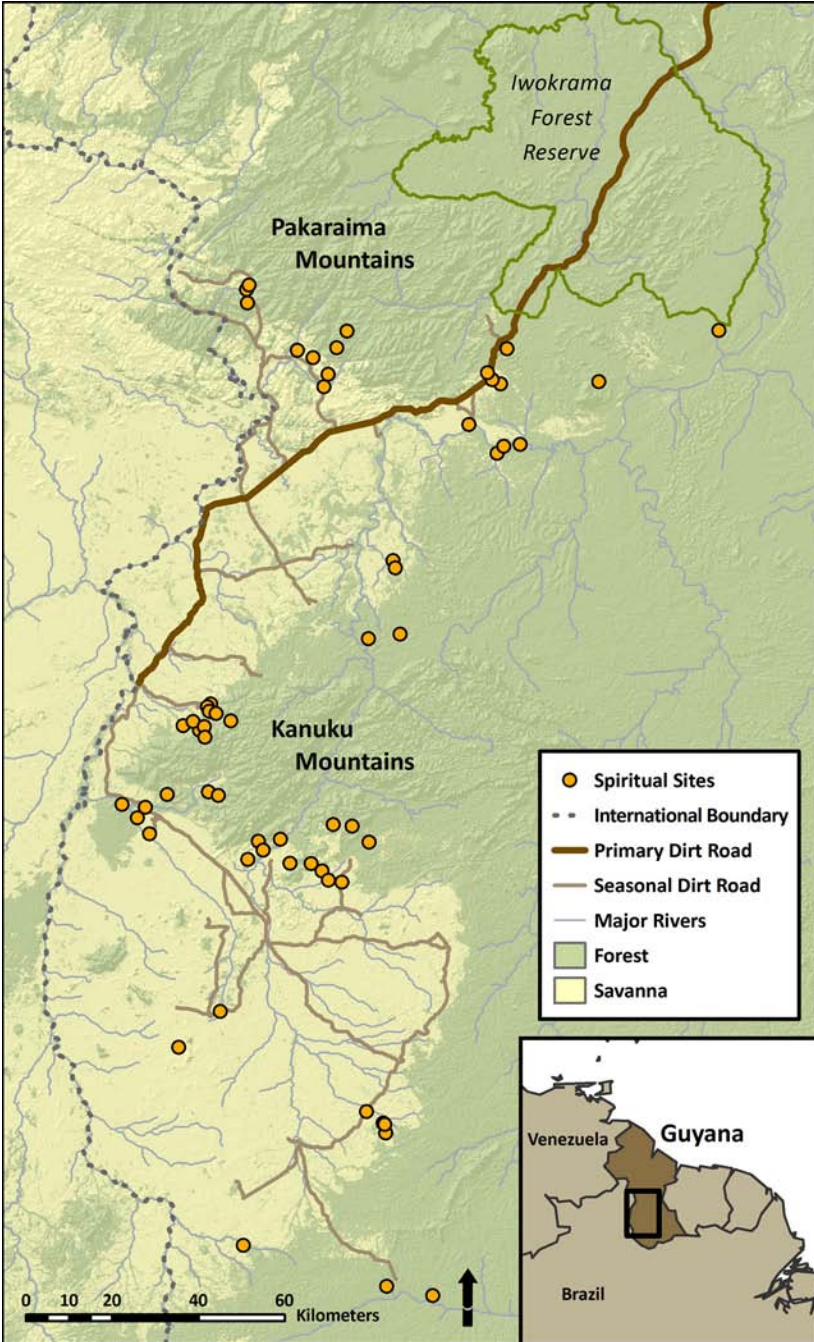 Iwokrama
Forest
Reserve
Pakaraima
Mountains
Kanuku
Mountains
Spiritual Sites
International Boundary
Primary Dirt Road
Seasonal Dirt Road
Major Rivers
Forest
Savanna
Venezuela
Guyana
Brazil
0 10 20 40 60
Kilometers